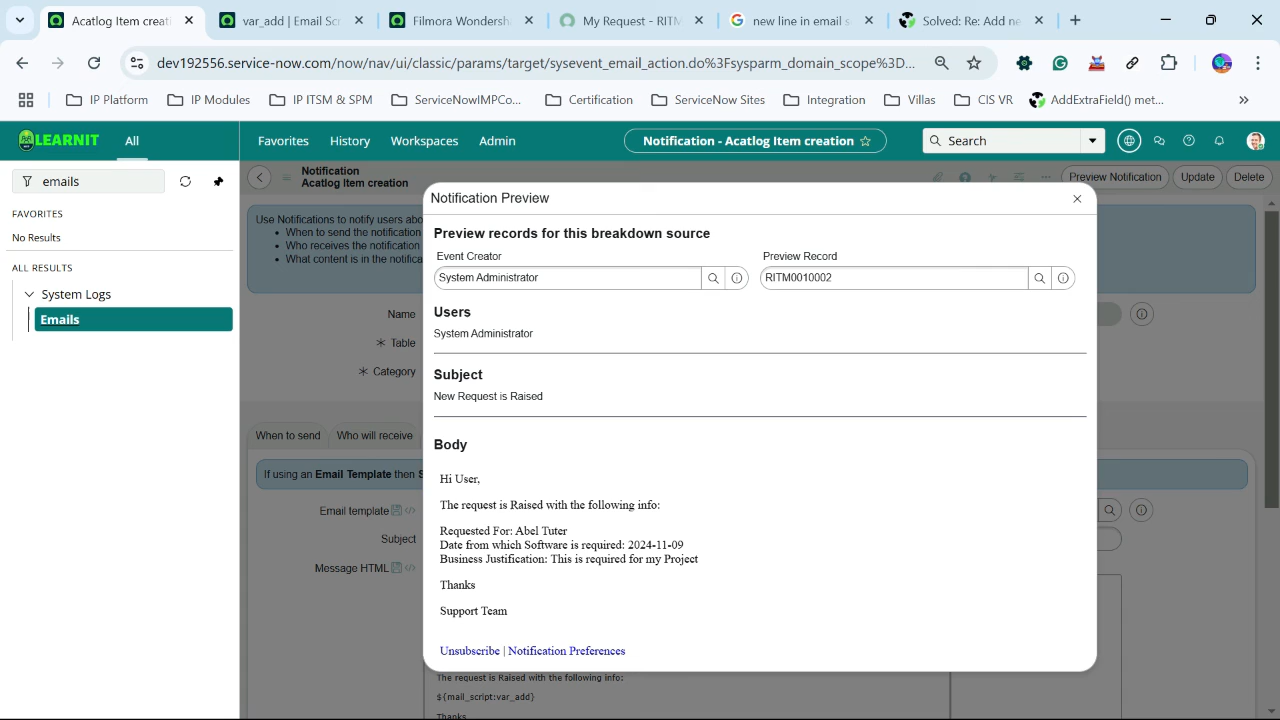 Acatlog Item creati
var_add | Email Scr
Filmora Wondersh
My Request - RITM
new line in email s
Solved: Re: Add ne
dev192556.service-now.com/now/nav/ui/classic/params/target/sysevent_email_action.do%3Fsysparm_domain_scope%3D...
IP Platform
IP Modules
IP ITSM & SPM
ServiceNowIMPCo...
Certification
ServiceNow Sites
Integration
Villas
CIS VR
AddExtraField() met...
LEARNIT
All
Favorites
History
Workspaces
Admin
Notification - Acatlog Item creation
Search
emails
FAVORITES
No Results
ALL RESULTS
System Logs
Emails
Notification
Acatlog Item creation
Preview Notification
Update
Delete
Use Notifications to notify users abo
When to send the notification
Who receives the notification
What content is in the notifica
Name
Table
Category
When to send
Who will receive
If using an Email Template then S
Email template
Subject
Message HTML
Notification Preview
Preview records for this breakdown source
Event Creator
Preview Record
System Administrator
RITM0010002
Users
System Administrator
Subject
New Request is Raised
Body
Hi User,
The request is Raised with the following info:
Requested For: Abel Tuter
Date from which Software is required: 2024-11-09
Business Justification: This is required for my Project
Thanks
Support Team
Unsubscribe | Notification Preferences
The request is Raised with the following info:
${mail_script:var_add}
Thanks